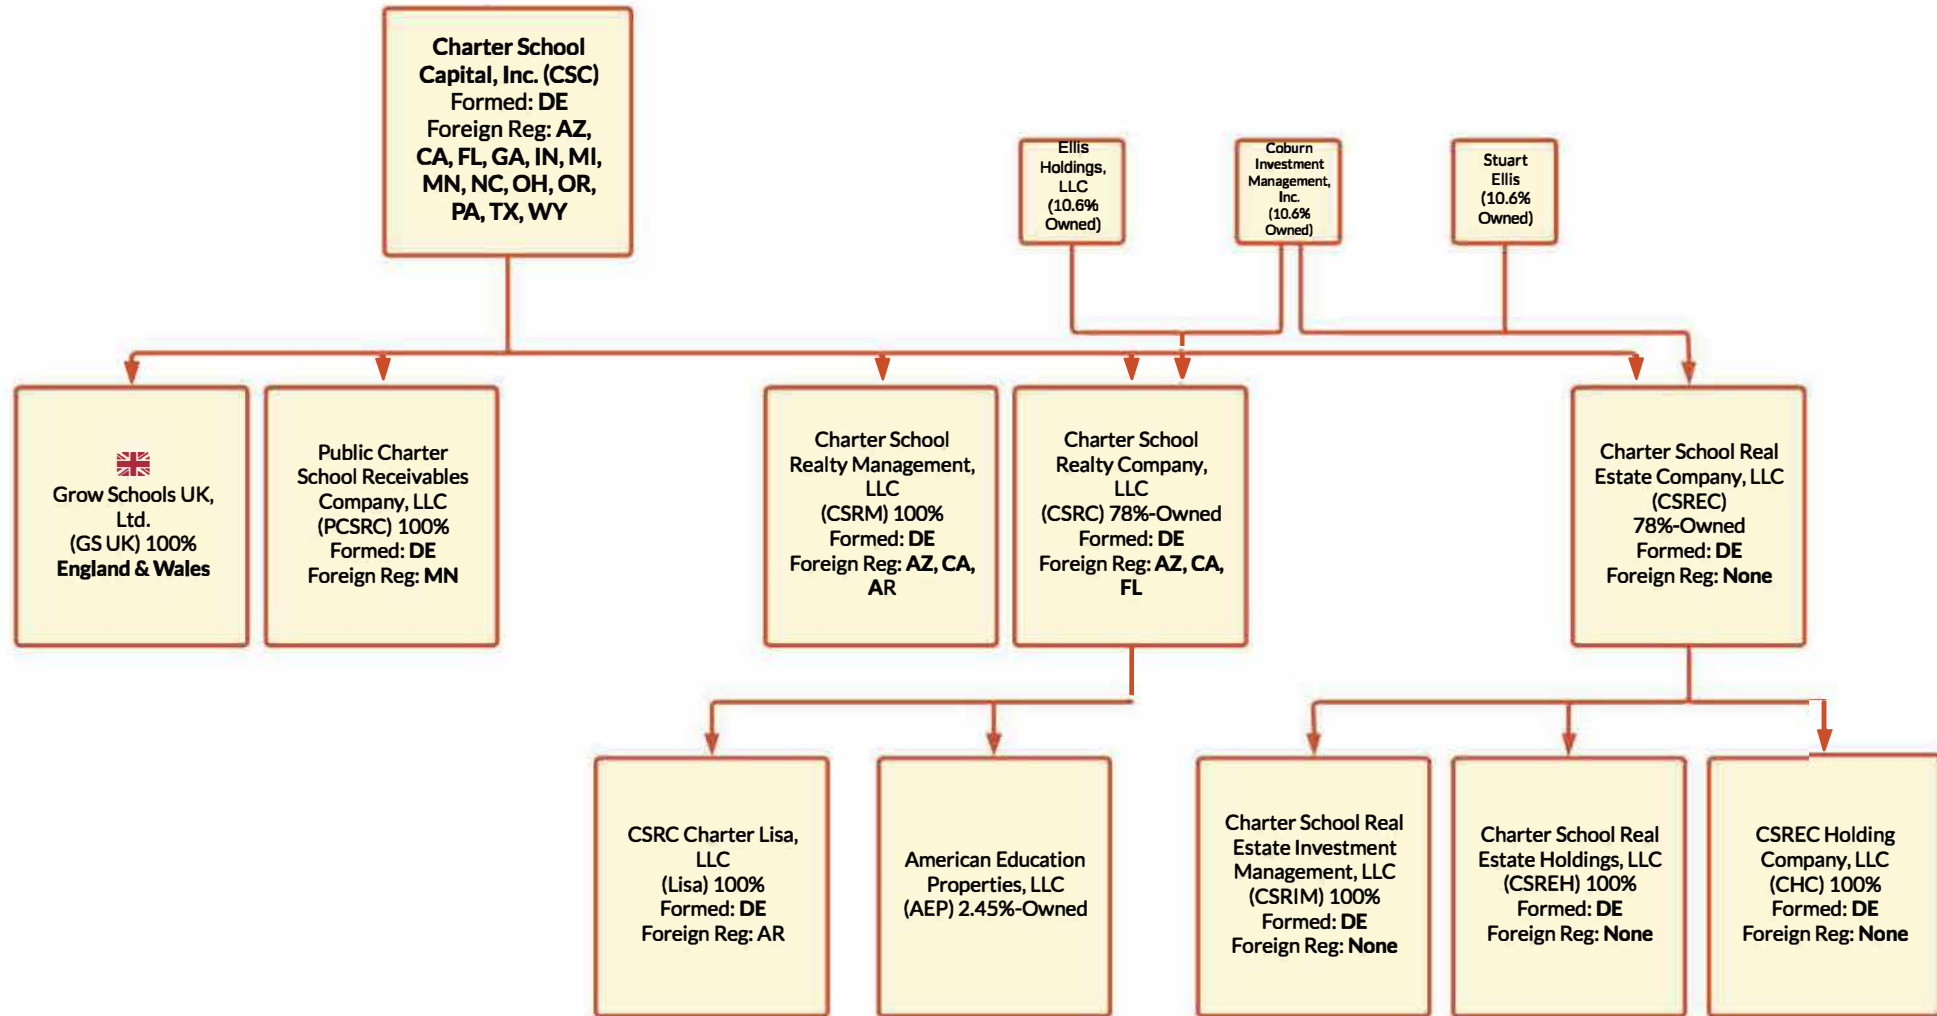 Charter School
Capital, Inc. (CSC)
Formed: DE
Foreign Reg: AZ,
CA, FL, GA, IN, MI,
MN, NC, OH, OR,
PA, TX, WY
Ellis
Holdings,
LLC
(10.6%
Owned)
Coburn
Investment
Management,
Inc.
(10.6%
Owned)
Stuart
Ellis
(10.6%
Owned)
Grow Schools UK,
Ltd.
(GS UK) 100%
England & Wales
Public Charter
School Receivables
Company, LLC
(PCSRC) 100%
Formed: DE
Foreign Reg: MN
Charter School
Realty Management,
LLC
(CSRM) 100%
Formed: DE
Foreign Reg: AZ, CA,
AR
Charter School
Realty Company,
LLC
(CSRC) 78%-Owned
Formed: DE
Foreign Reg: AZ, CA,
FL
Charter School Real
Estate Company, LLC
(CSREC)
78%-Owned
Formed: DE
Foreign Reg: None
CSRC Charter Lisa,
LLC
(Lisa) 100%
Formed: DE
Foreign Reg: AR
American Education
Properties, LLC
(AEP) 2.45%-Owned
Charter School Real
Estate Investment
Management, LLC
(CSRIM) 100%
Formed: DE
Foreign Reg: None
Charter School Real
Estate Holdings, LLC
(CSREH) 100%
Formed: DE
Foreign Reg: None
CSREC Holding
Company, LLC
(CHC) 100%
Formed: DE
Foreign Reg: None